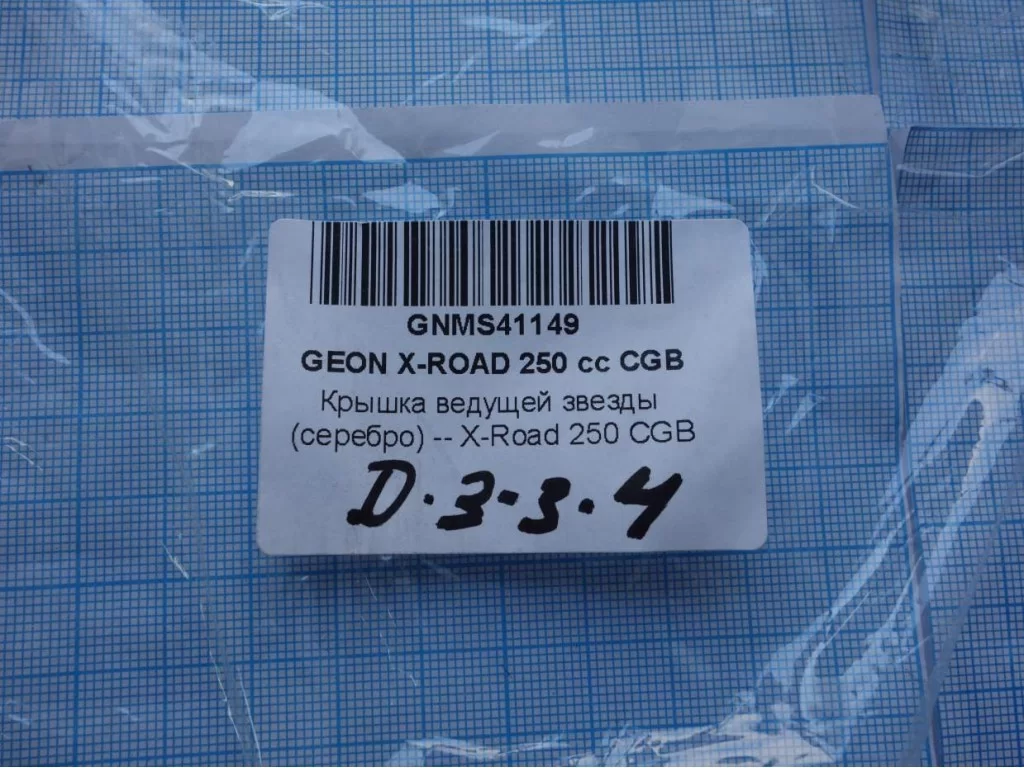 GNMS41149
GEON X-ROAD 250 cc CGB
Крышка ведущей звезды
(серебро) -- X-Road 250 CGB
D.3-3.4